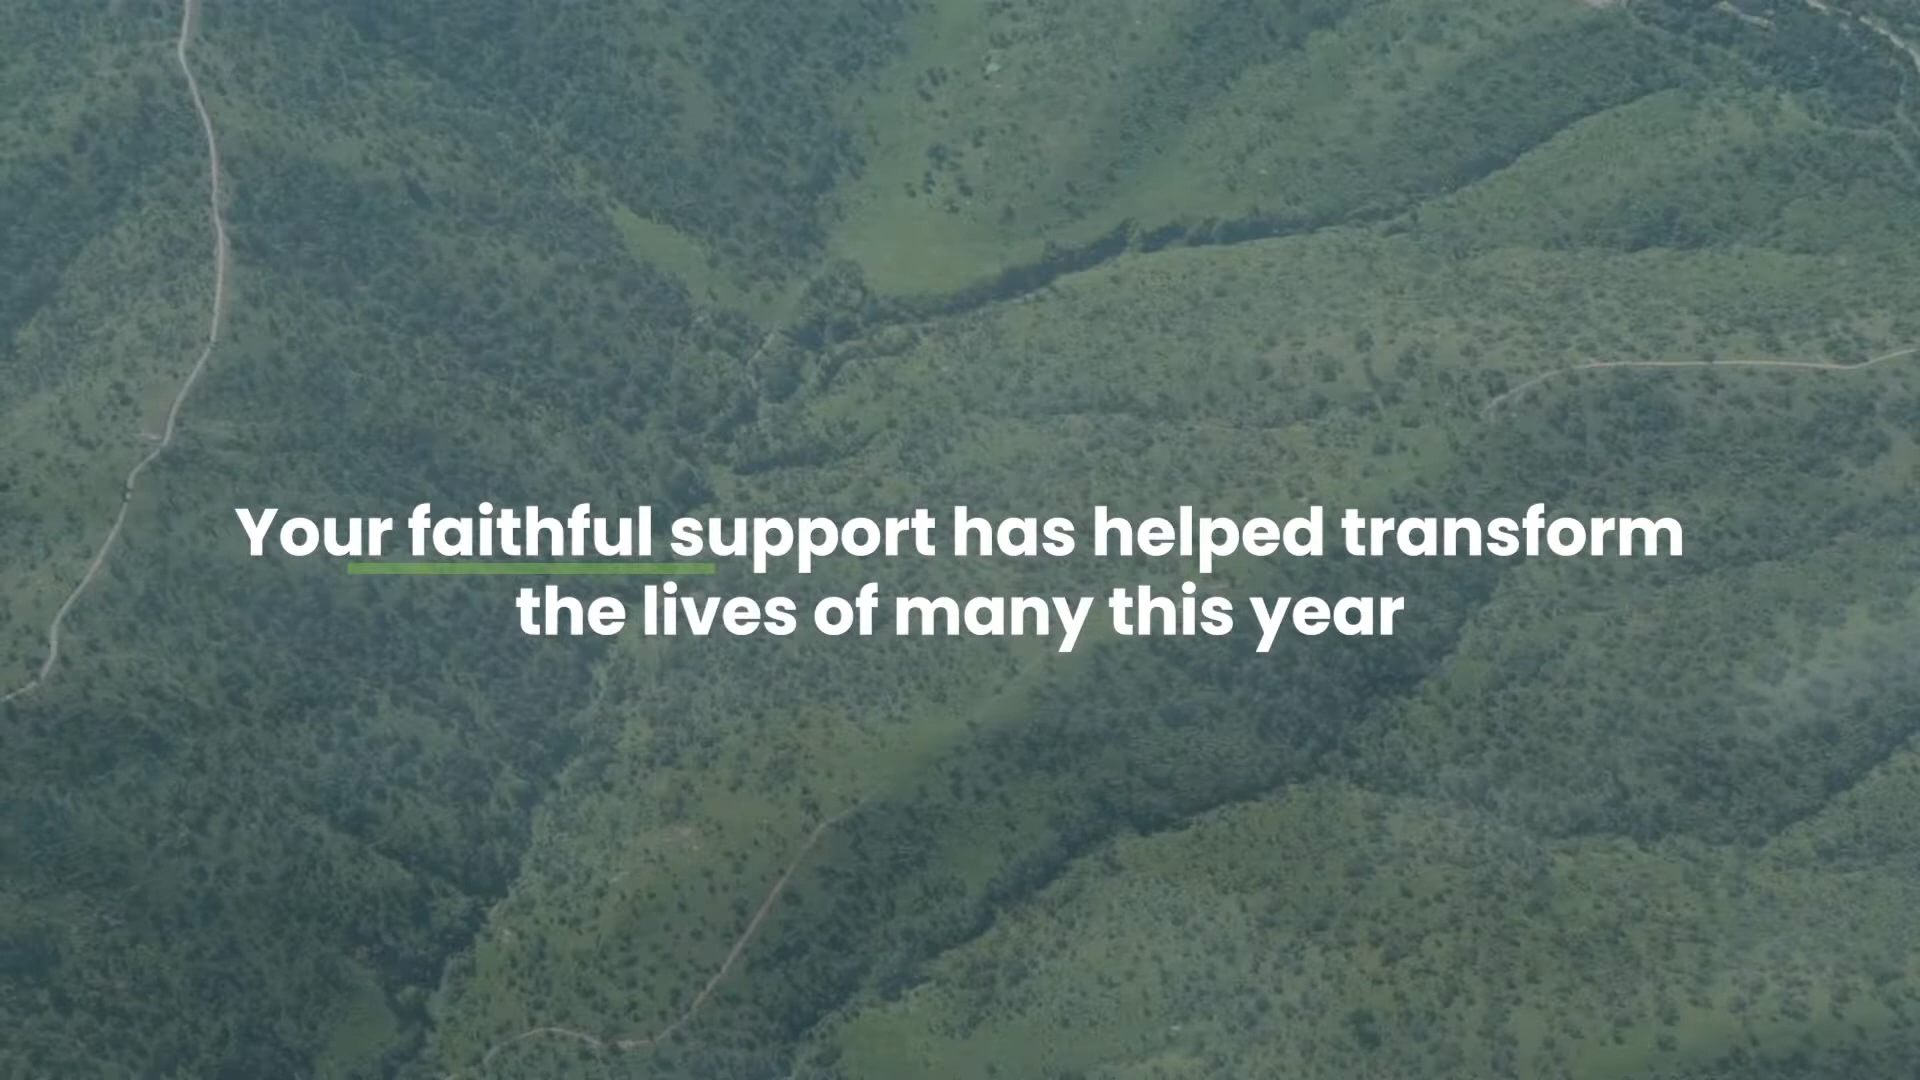 Your faithful support has helped transform
the lives of many this year